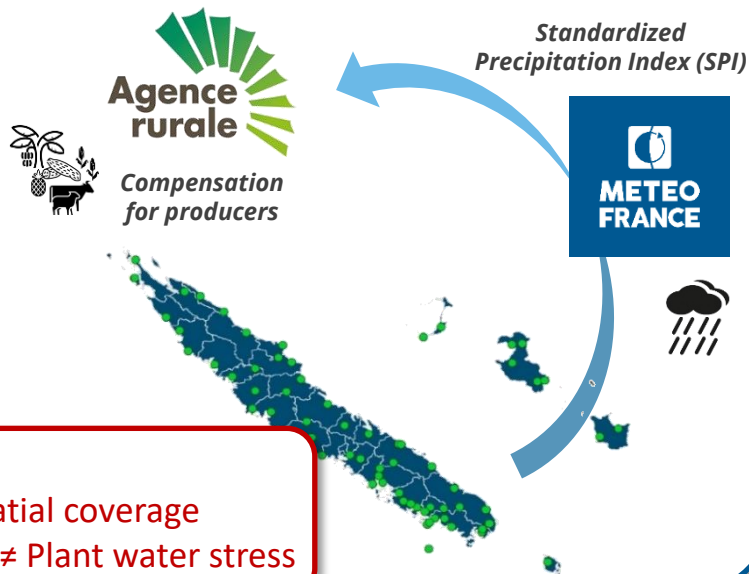 Standardized
Precipitation Index (SPI)
Agence
rurale
METEO
FRANCE
Compensation
for producers
atial coverage
≠ Plant water stress